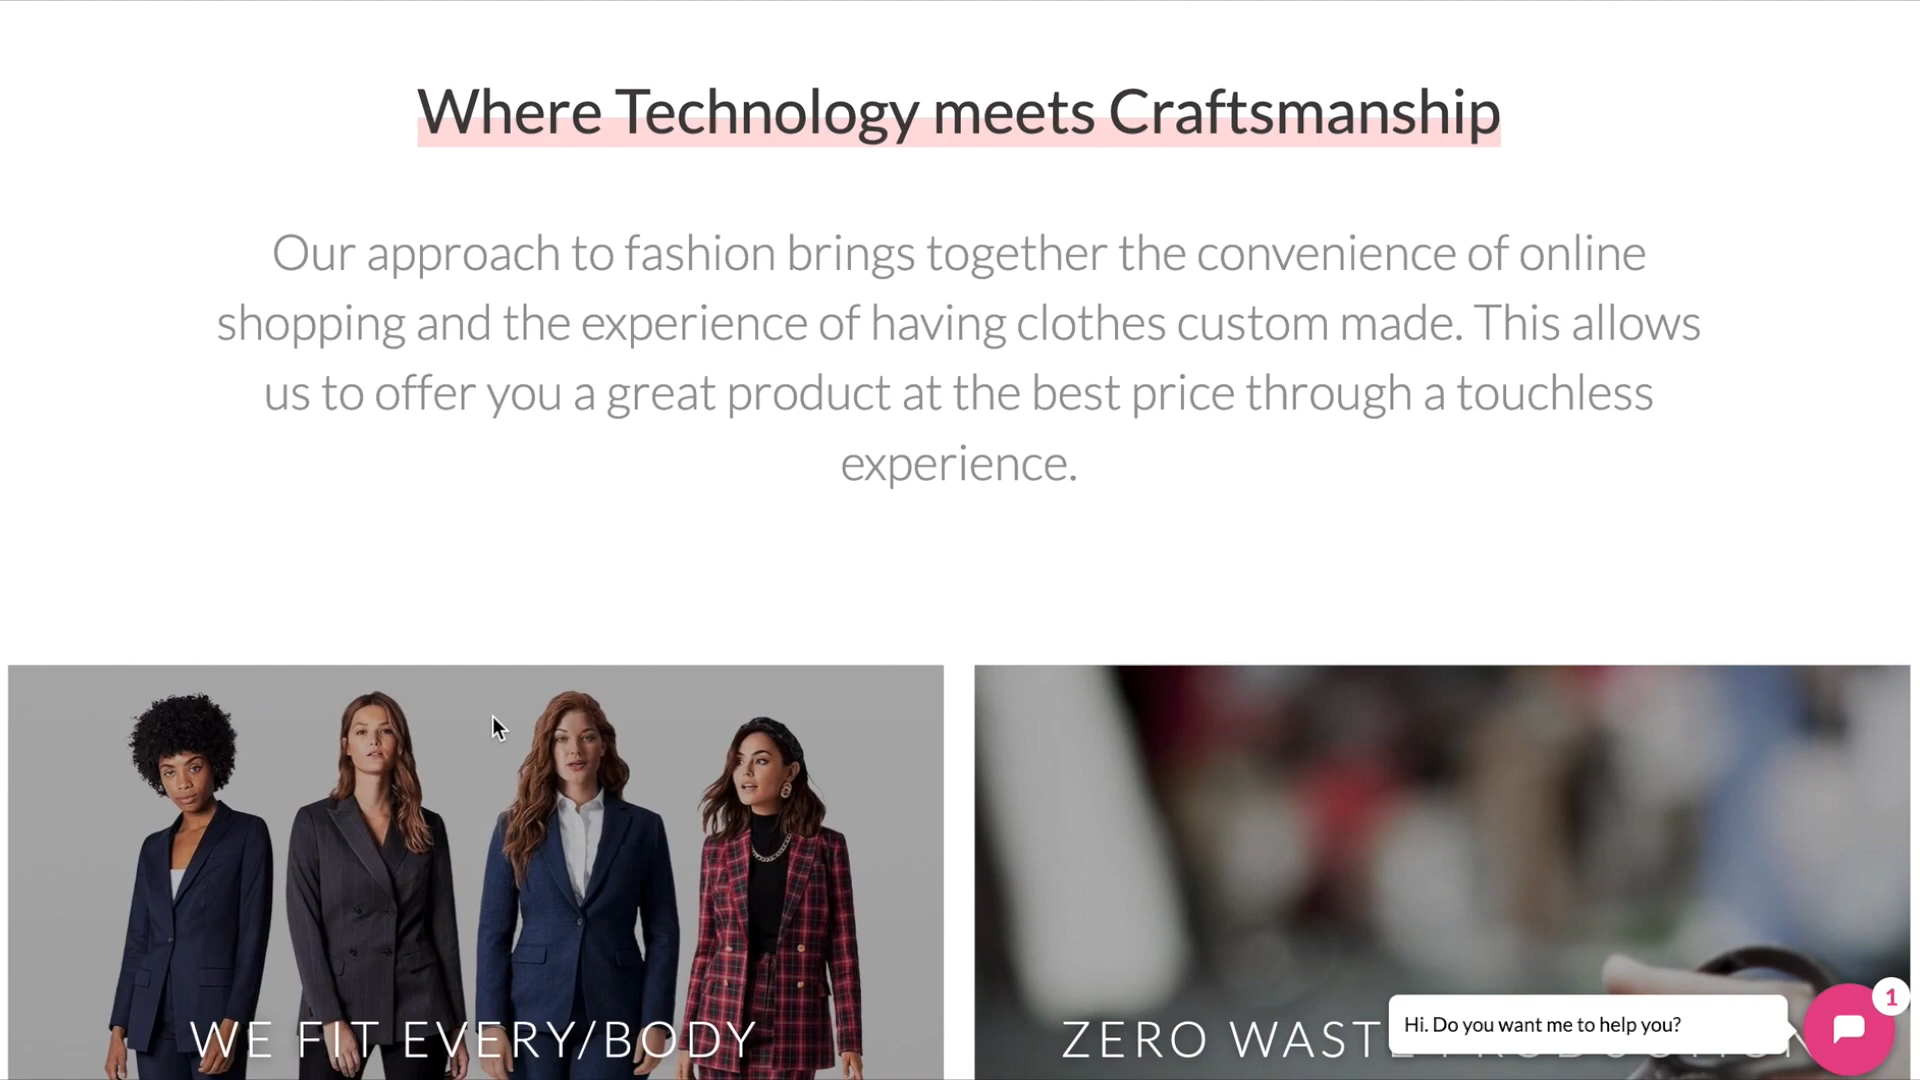 Where Technology meets Craftsmanship
Our approach to fashion brings together the convenience of online
shopping and the experience of having clothes custom made. This allows
us to offer you a great product at the best price through a touchless
experience.
WE FIT EVERY/BODY
ZERO WASTE PRODUCTION
Hi. Do you want me to help you?
1